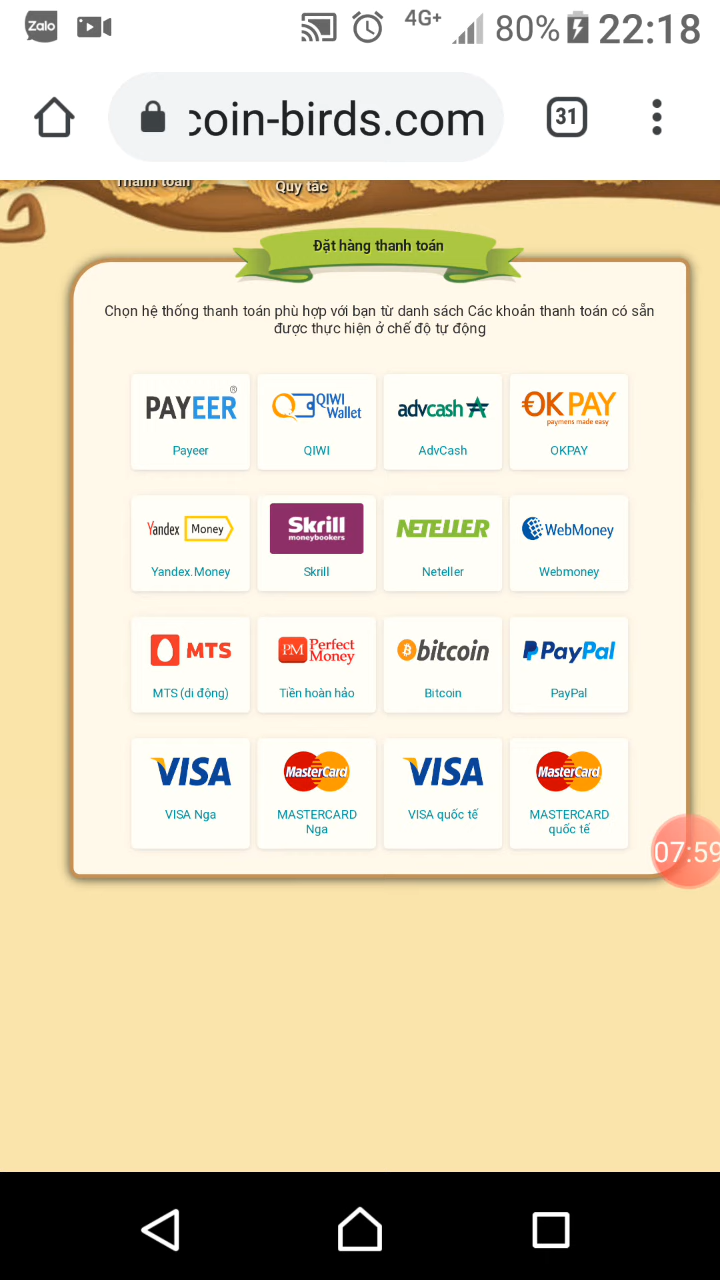 Zalo
4G+
80%
22:18
coin-birds.com
31
Thanh toán
Quy tắc
Đặt hàng thanh toán
Chọn hệ thống thanh toán phù hợp với bạn từ danh sách Các khoản thanh toán có sẵn
được thực hiện ở chế độ tự động
PAYEER ®
QIWI
Wallet
advcash
OKPAY
payments made easy
Payeer
QIWI
AdvCash
OKPAY
Yandex Money
Skrill
moneybookers
NETELLER
WebMoney
Yandex.Money
Skrill
Neteller
Webmoney
MTS
PM Perfect
Money
bitcoin
PayPal
MTS (di động)
Tiền hoàn hảo
Bitcoin
PayPal
VISA
MasterCard
VISA
MasterCard
VISA Nga
MASTERCARD
Nga
VISA quốc tế
MASTERCARD
quốc tế
07:59